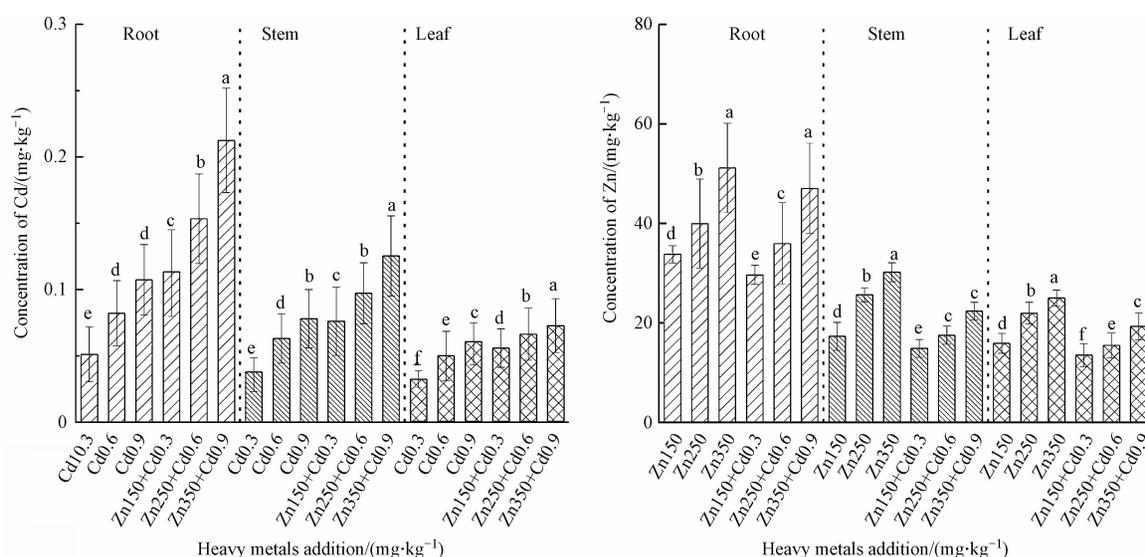 0.3
0.2
0.1
0
Concentration of Cd/(mg·kg⁻¹)
Root
Stem
Leaf
e
d
d
c
b
a
e
d
b
c
b
a
f
e
c
d
b
a
Cd10.3
Cd0.6
Cd0.9
Zn150+Cd0.3
Zn250+Cd0.6
Zn350+Cd0.9
Cd0.3
Cd0.6
Cd0.9
Zn150+Cd0.3
Zn250+Cd0.6
Zn350+Cd0.9
Cd0.3
Cd0.6
Cd0.9
Zn150+Cd0.3
Zn250+Cd0.6
Zn350+Cd0.9
Heavy metals addition/(mg·kg⁻¹)
80
60
40
20
0
Concentration of Zn/(mg·kg⁻¹)
Root
Stem
Leaf
d
b
a
e
c
a
d
b
a
e
c
c
d
b
a
f
e
c
Zn150
Zn250
Zn350
Zn150+Cd0.3
Zn250+Cd0.6
Zn350+Cd0.9
Zn150
Zn250
Zn350
Zn150+Cd0.3
Zn250+Cd0.6
Zn350+Cd0.9
Zn150
Zn250
Zn350
Zn150+Cd0.3
Zn250+Cd0.6
Zn350+Cd0.9
Heavy metals addition/(mg·kg⁻¹)